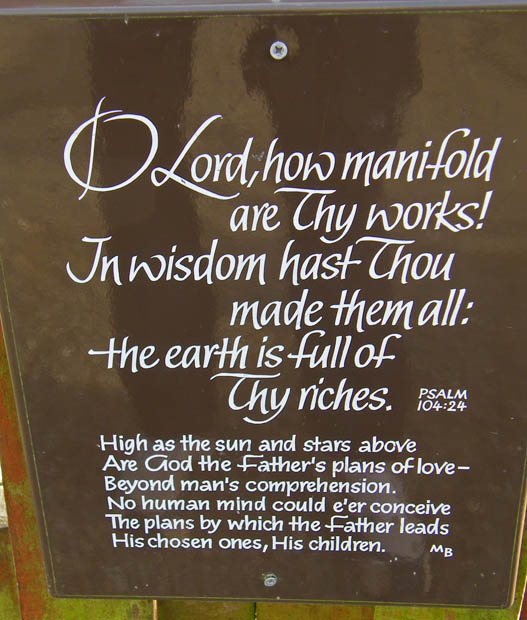 O Lord, how manifold
are Thy works!
In wisdom hast Thou
made them all:
the earth is full of
Thy riches. PSALM
104:24
High as the sun and stars above
Are God the Father's plans of love—
Beyond man's comprehension.
No human mind could e'er conceive
The plans by which the Father leads
His chosen ones, His children. MB